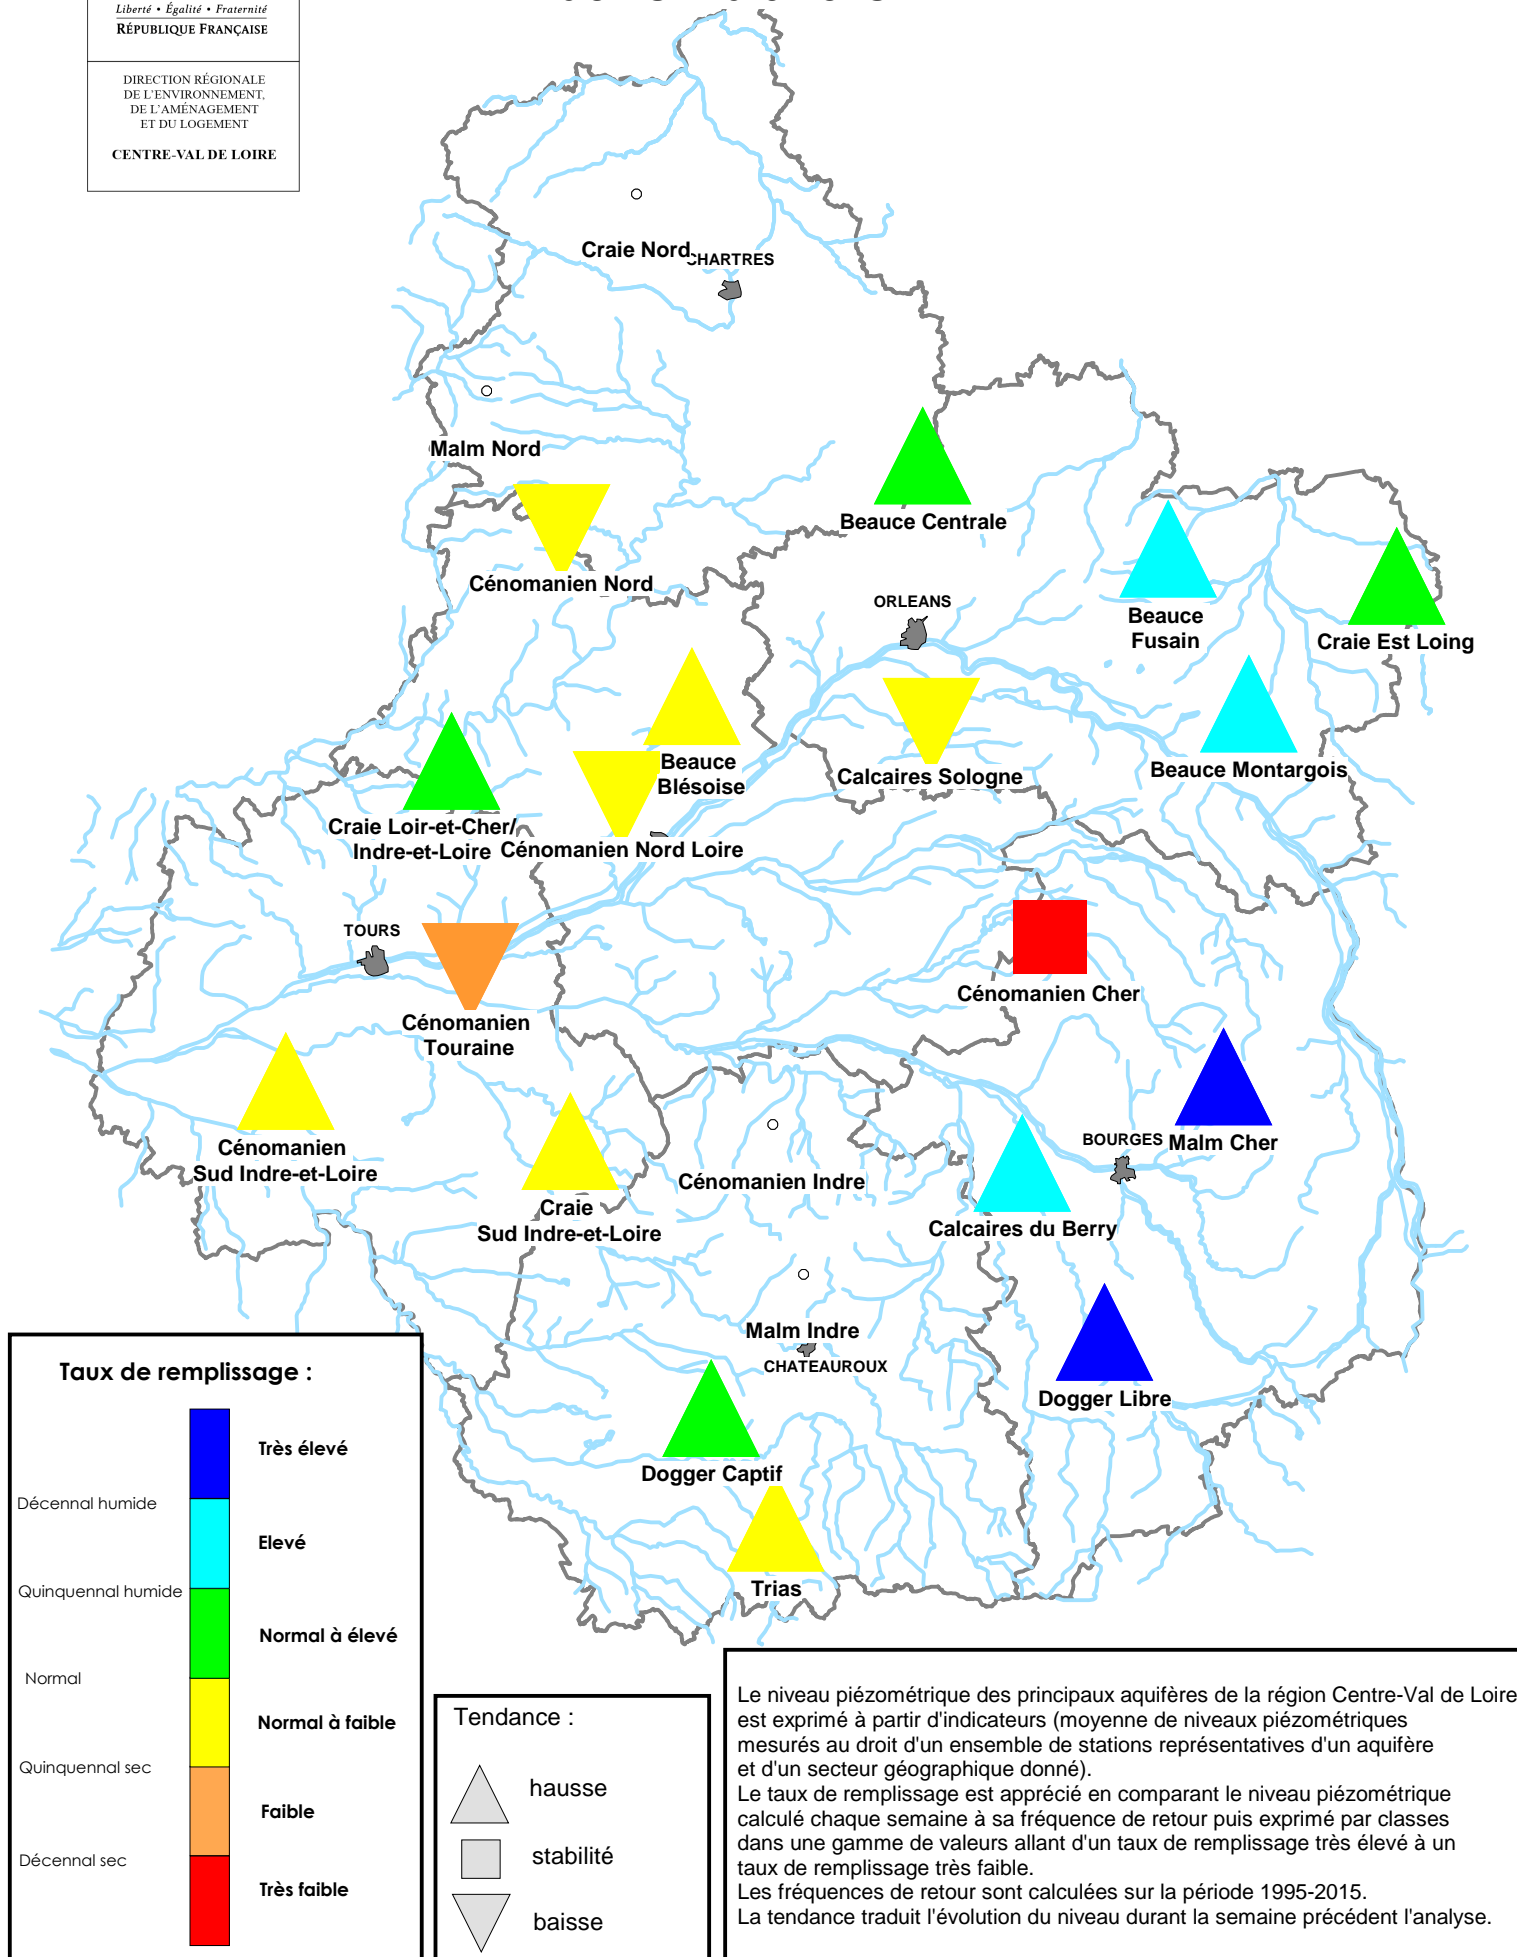 Liberté • Égalité • Fraternité
RÉPUBLIQUE FRANÇAISE
DIRECTION RÉGIONALE
DE L'ENVIRONNEMENT,
DE L'AMÉNAGEMENT
ET DU LOGEMENT
CENTRE-VAL DE LOIRE
Craie Nord
CHARTRES
Malm Nord
Beauce Centrale
Cénomanien Nord
ORLEANS
Beauce
Fusain
Craie Est Loing
Beauce
Blésoise
Calcaires Sologne
Beauce Montargois
Craie Loir-et-Cher/
Indre-et-Loire
Cénomanien Nord Loire
TOURS
Cénomanien Cher
Cénomanien
Touraine
Cénomanien
Sud Indre-et-Loire
BOURGES
Malm Cher
Cénomanien Indre
Craie
Sud Indre-et-Loire
Calcaires du Berry
Malm Indre
CHATEAUROUX
Dogger Libre
Dogger Captif
Trias
Taux de remplissage :
Très élevé
Décennal humide
Elevé
Quinquennal humide
Normal à élevé
Normal
Normal à faible
Quinquennal sec
Faible
Décennal sec
Très faible
Tendance :
hausse
stabilité
baisse
Le niveau piézométrique des principaux aquifères de la région Centre-Val de Loire
est exprimé à partir d'indicateurs (moyenne de niveaux piézométriques
mesurés au droit d'un ensemble de stations représentatives d'un aquifère
et d'un secteur géographique donné).
Le taux de remplissage est apprécié en comparant le niveau piézométrique
calculé chaque semaine à sa fréquence de retour puis exprimé par classes
dans une gamme de valeurs allant d'un taux de remplissage très élevé à un
taux de remplissage très faible.
Les fréquences de retour sont calculées sur la période 1995-2015.
La tendance traduit l'évolution du niveau durant la semaine précédent l'analyse.